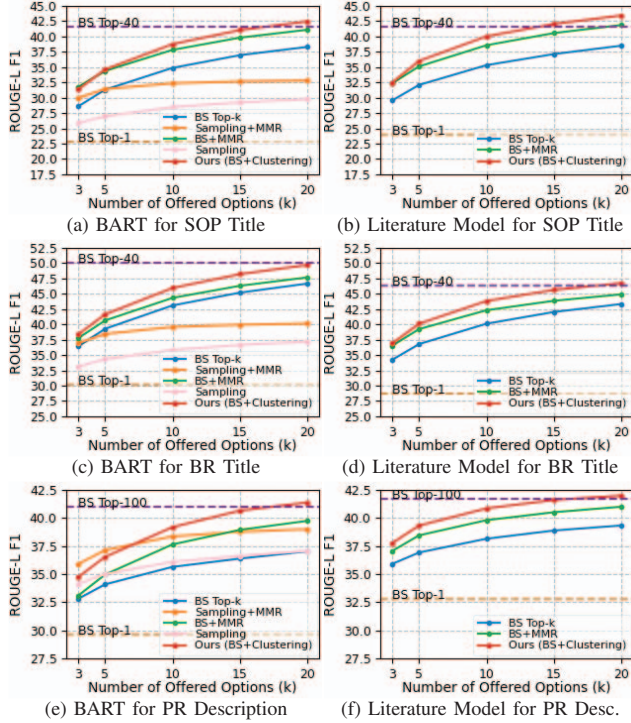 45.0
42.5
40.0
37.5
35.0
32.5
30.0
27.5
25.0
22.5
20.0
17.5
ROUGE-L F1
BS Top-40
BS Top-1
BS Top-k
Sampling+MMR
BS+MMR
Sampling
Ours (BS+Clustering)
3 5 10 15 20
Number of Offered Options (k)
(a) BART for SOP Title
45.0
42.5
40.0
37.5
35.0
32.5
30.0
27.5
25.0
22.5
20.0
17.5
ROUGE-L F1
BS Top-40
BS Top-1
BS Top-k
BS+MMR
Ours (BS+Clustering)
3 5 10 15 20
Number of Offered Options (k)
(b) Literature Model for SOP Title
52.5
50.0
47.5
45.0
42.5
40.0
37.5
35.0
32.5
30.0
27.5
25.0
ROUGE-L F1
BS Top-40
BS Top-1
BS Top-k
Sampling+MMR
BS+MMR
Sampling
Ours (BS+Clustering)
3 5 10 15 20
Number of Offered Options (k)
(c) BART for BR Title
52.5
50.0
47.5
45.0
42.5
40.0
37.5
35.0
32.5
30.0
27.5
25.0
ROUGE-L F1
BS Top-40
BS Top-1
BS Top-k
BS+MMR
Ours (BS+Clustering)
3 5 10 15 20
Number of Offered Options (k)
(d) Literature Model for BR Title
42.5
40.0
37.5
35.0
32.5
30.0
27.5
ROUGE-L F1
BS Top-100
BS Top-1
BS Top-k
Sampling+MMR
BS+MMR
Sampling
Ours (BS+Clustering)
3 5 10 15 20
Number of Offered Options (k)
(e) BART for PR Description
42.5
40.0
37.5
35.0
32.5
30.0
27.5
ROUGE-L F1
BS Top-100
BS Top-1
BS Top-k
BS+MMR
Ours (BS+Clustering)
3 5 10 15 20
Number of Offered Options (k)
(f) Literature Model for PR Desc.